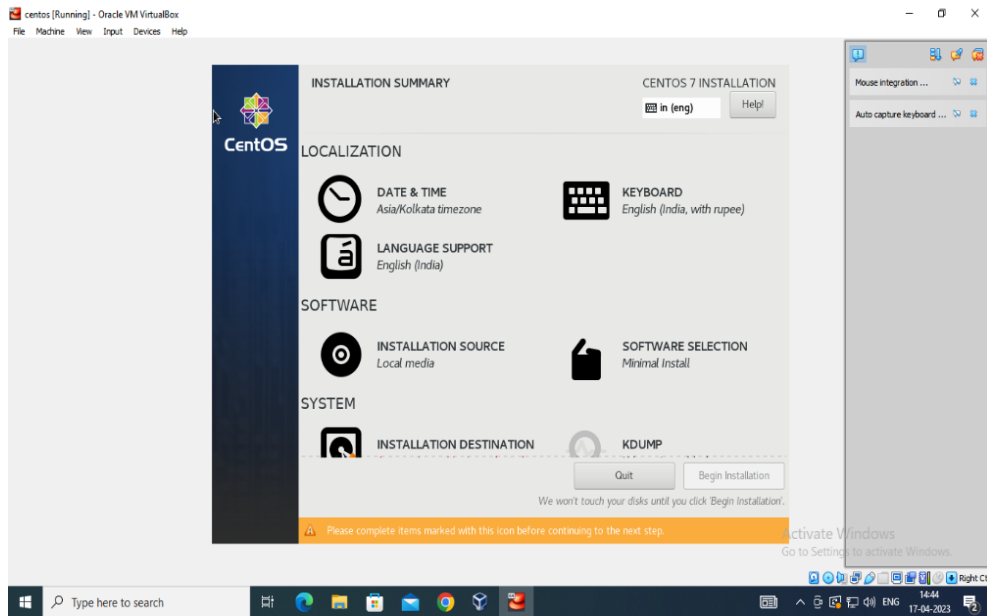 centos [Running] - Oracle VM VirtualBox
File Machine View Input Devices Help
INSTALLATION SUMMARY
CENTOS 7 INSTALLATION
in (eng)
Help!
CentOS
LOCALIZATION
DATE & TIME
Asia/Kolkata timezone
KEYBOARD
English (India, with rupee)
LANGUAGE SUPPORT
English (India)
SOFTWARE
INSTALLATION SOURCE
Local media
SOFTWARE SELECTION
Minimal Install
SYSTEM
INSTALLATION DESTINATION
KDUMP
Quit
Begin Installation
We won't touch your disks until you click 'Begin Installation'.
Please complete items marked with this icon before continuing to the next step.
Mouse integration ...
Auto capture keyboard ...
Activate Windows
Go to Settings to activate Windows.
Right Ct
Type here to search
ENG
14:44
17-04-2023
2